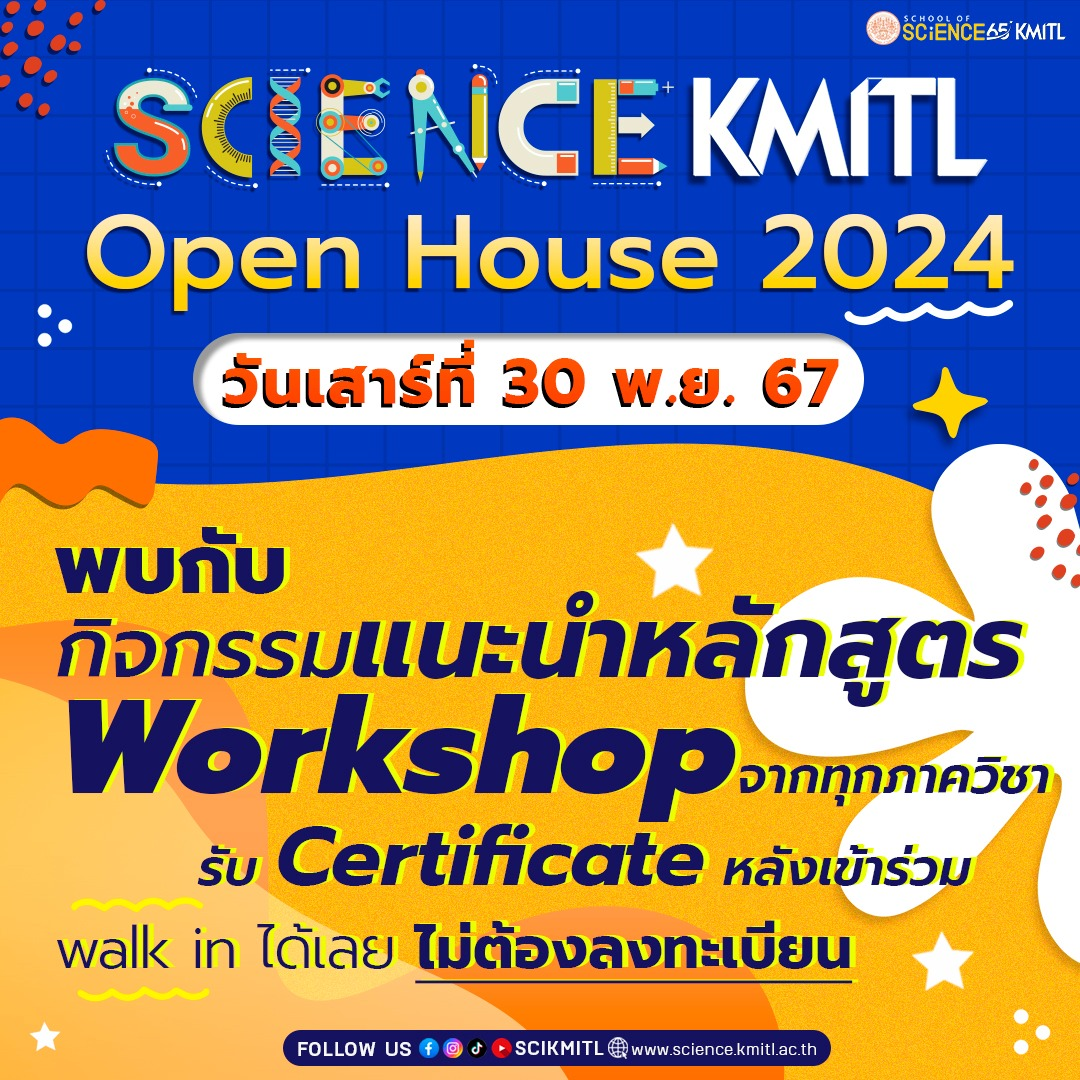 SCHOOL OF
SCIENCE 65 KMITL
SCIENCE KMITL
Open House 2024
วันเสาร์ที่ 30 พ.ย. 67
พบกับ
กิจกรรมแนะนำหลักสูตร
Workshop จากทุกภาควิชา
รับ Certificate หลังเข้าร่วม
walk in ได้เลย ไม่ต้องลงทะเบียน
FOLLOW US SCIKMITL www.science.kmitl.ac.th